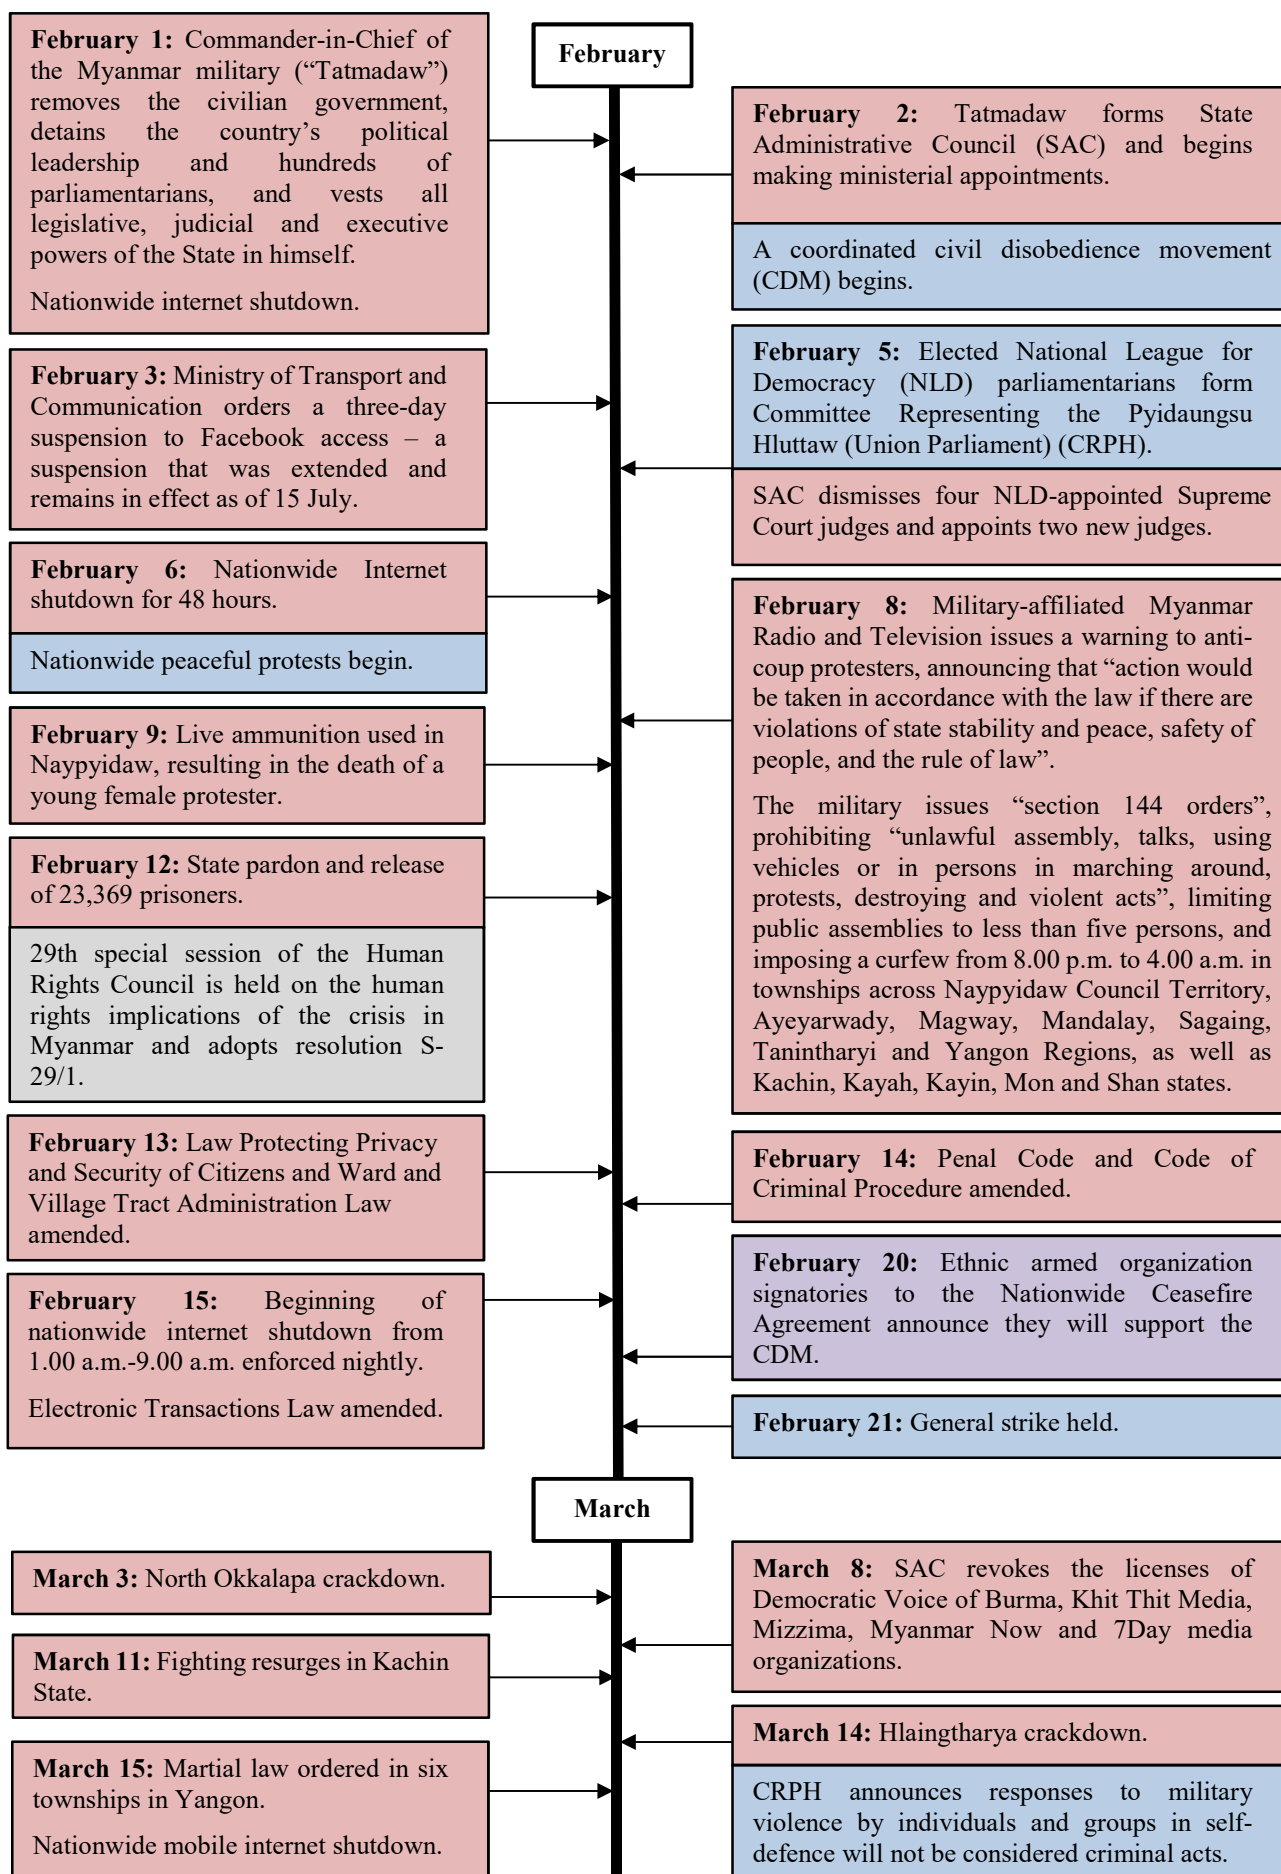 February
February 1: Commander-in-Chief of
the Myanmar military (“Tatmadaw”)
removes the civilian government,
detains the country’s political
leadership and hundreds of
parliamentarians, and vests all
legislative, judicial and executive
powers of the State in himself.
Nationwide internet shutdown.
February 2: Tatmadaw forms State
Administrative Council (SAC) and begins
making ministerial appointments.
A coordinated civil disobedience movement
(CDM) begins.
February 3: Ministry of Transport and
Communication orders a three-day
suspension to Facebook access – a
suspension that was extended and
remains in effect as of 15 July.
February 5: Elected National League for
Democracy (NLD) parliamentarians form
Committee Representing the Pyidaungsu
Hluttaw (Union Parliament) (CRPH).
SAC dismisses four NLD-appointed Supreme
Court judges and appoints two new judges.
February 6: Nationwide Internet
shutdown for 48 hours.
Nationwide peaceful protests begin.
February 8: Military-affiliated Myanmar
Radio and Television issues a warning to anti-
coup protesters, announcing that “action would
be taken in accordance with the law if there are
violations of state stability and peace, safety of
people, and the rule of law”.
The military issues “section 144 orders”,
prohibiting “unlawful assembly, talks, using
vehicles or in persons in marching around,
protests, destroying and violent acts”, limiting
public assemblies to less than five persons, and
imposing a curfew from 8.00 p.m. to 4.00 a.m. in
townships across Naypyidaw Council Territory,
Ayeyarwady, Magway, Mandalay, Sagaing,
Tanintharyi and Yangon Regions, as well as
Kachin, Kayah, Kayin, Mon and Shan states.
February 9: Live ammunition used in
Naypyidaw, resulting in the death of a
young female protester.
February 12: State pardon and release
of 23,369 prisoners.
29th special session of the Human
Rights Council is held on the human
rights implications of the crisis in
Myanmar and adopts resolution S-
29/1.
February 13: Law Protecting Privacy
and Security of Citizens and Ward and
Village Tract Administration Law
amended.
February 14: Penal Code and Code of
Criminal Procedure amended.
February 15: Beginning of
nationwide internet shutdown from
1.00 a.m.-9.00 a.m. enforced nightly.
Electronic Transactions Law amended.
February 20: Ethnic armed organization
signatories to the Nationwide Ceasefire
Agreement announce they will support the
CDM.
February 21: General strike held.
March
March 3: North Okkalapa crackdown.
March 8: SAC revokes the licenses of
Democratic Voice of Burma, Khit Thit Media,
Mizzima, Myanmar Now and 7Day media
organizations.
March 11: Fighting resurges in Kachin
State.
March 14: Hlaingtharya crackdown.
CRPH announces responses to military
violence by individuals and groups in self-
defence will not be considered criminal acts.
March 15: Martial law ordered in six
townships in Yangon.
Nationwide mobile internet shutdown.